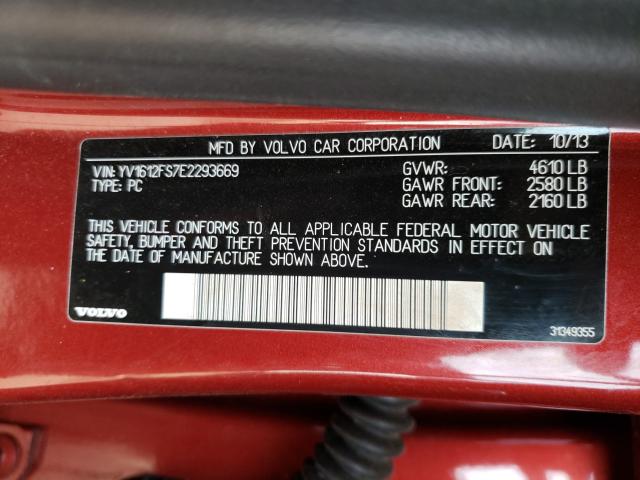 MFD BY VOLVO CAR CORPORATION DATE: 10/13
VIN: YV1612FS7E2293669 GVWR: 4610 LB
TYPE: PC GAWR FRONT: 2580 LB
GAWR REAR: 2160 LB
THIS VEHICLE CONFORMS TO ALL APPLICABLE FEDERAL MOTOR VEHICLE
SAFETY, BUMPER AND THEFT PREVENTION STANDARDS IN EFFECT ON
THE DATE OF MANUFACTURE SHOWN ABOVE.
VOLVO 31349355